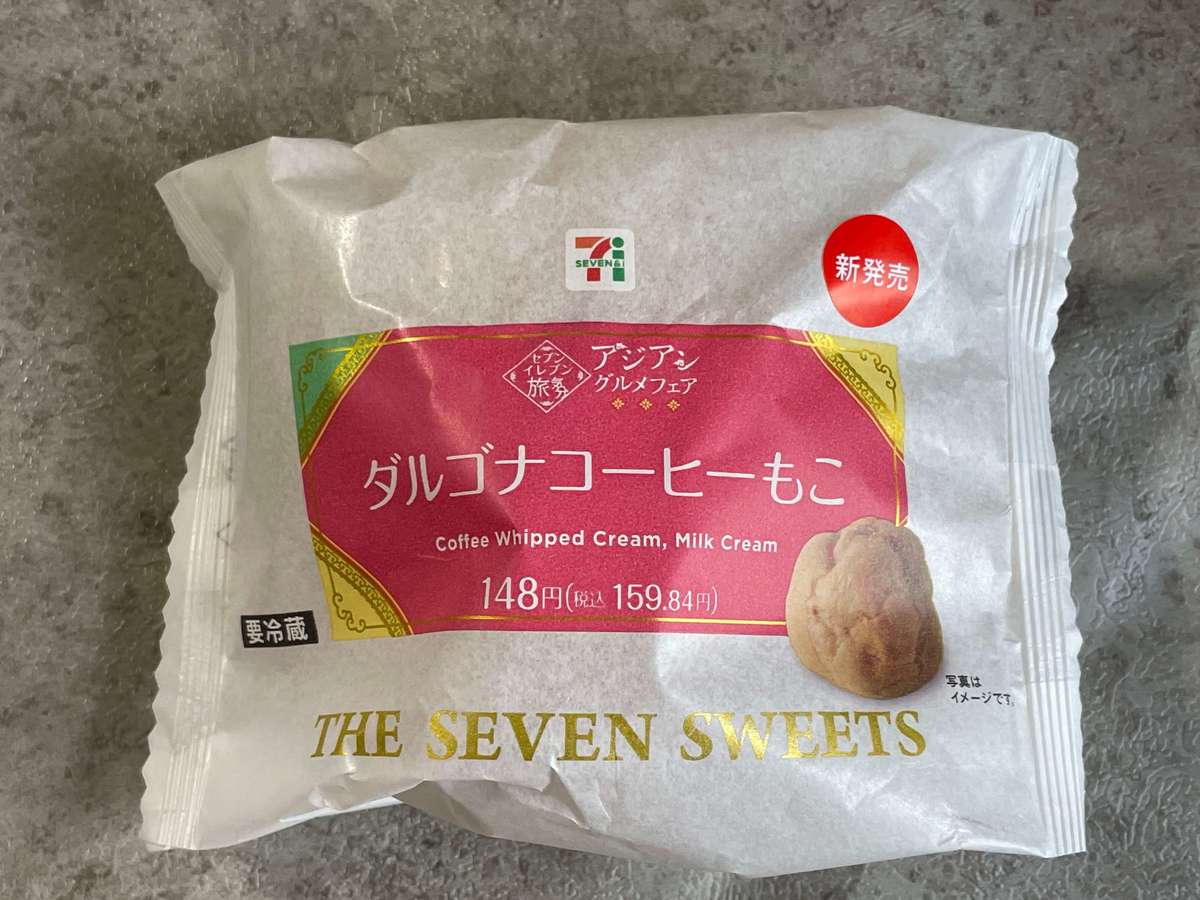 SEVEN&i
新発売
セブン
イレブン
旅気分
アジアン
グルメフェア
ダルゴナコーヒーもこ
Coffee Whipped Cream, Milk Cream
148円(税込 159.84円)
要冷蔵
写真は
イメージです。
THE SEVEN SWEETS